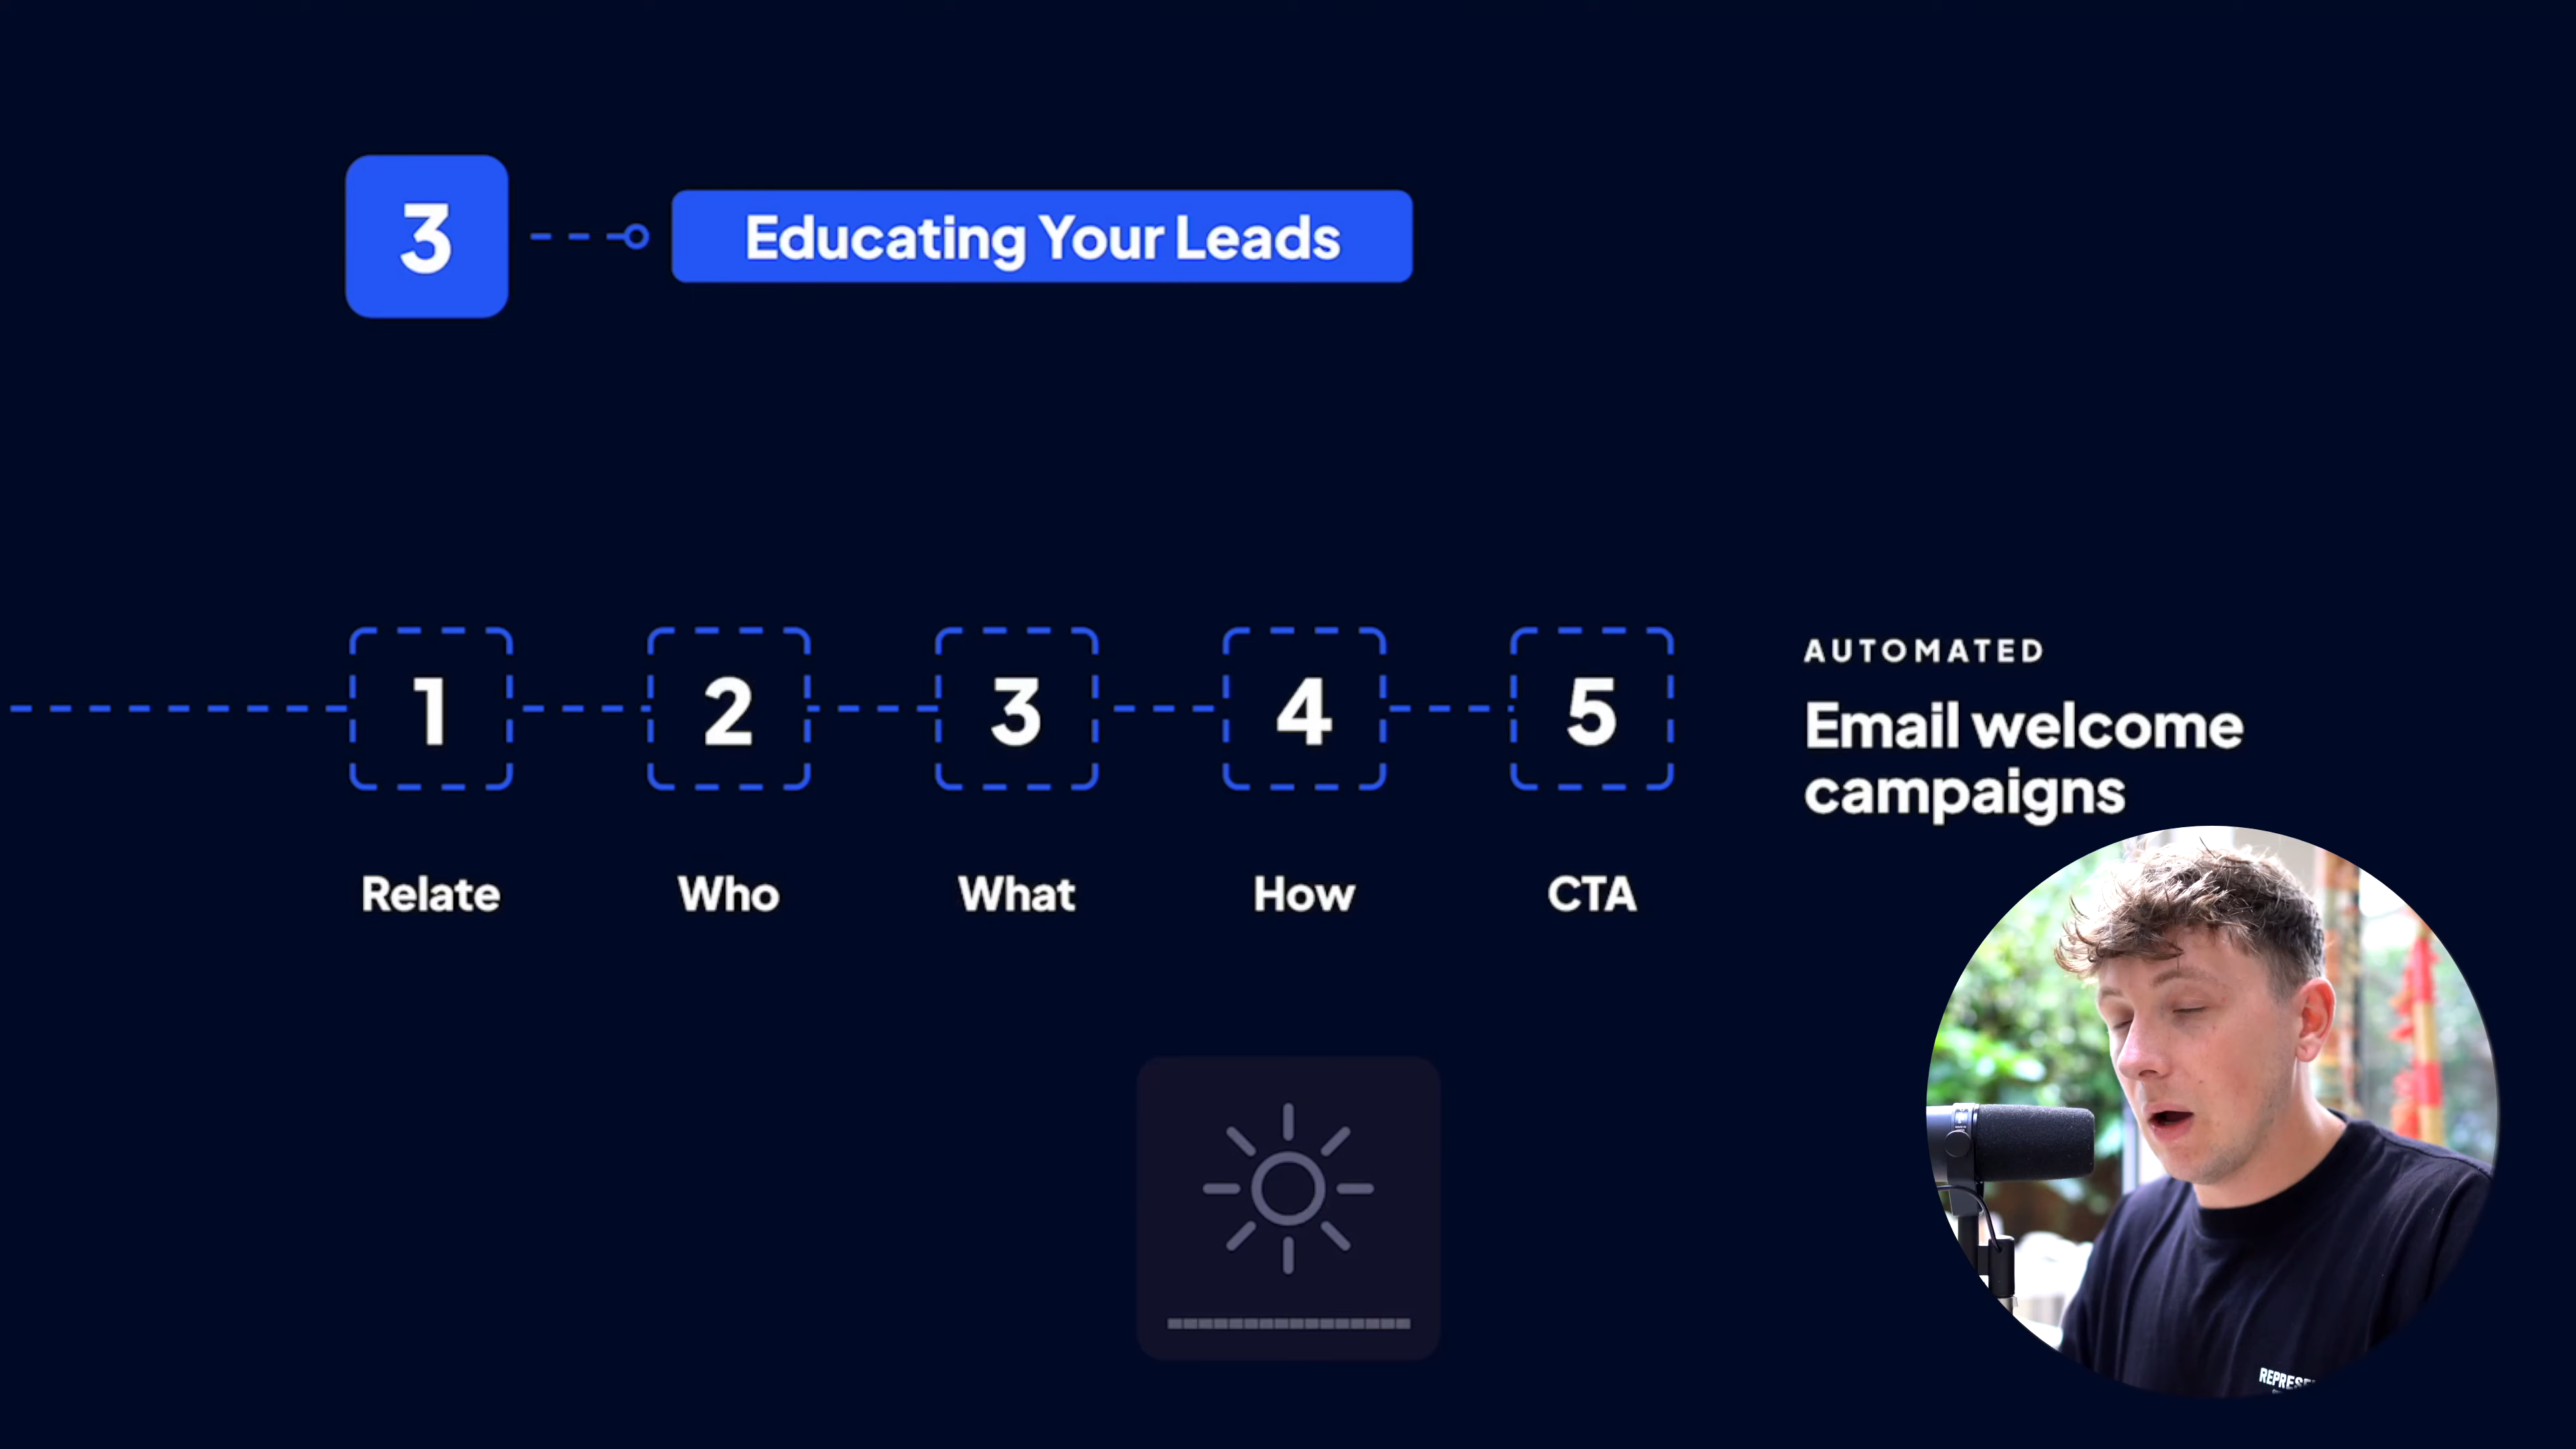 3
Educating Your Leads
1
2
3
4
5
Relate
Who
What
How
CTA
AUTOMATED
Email welcome
campaigns